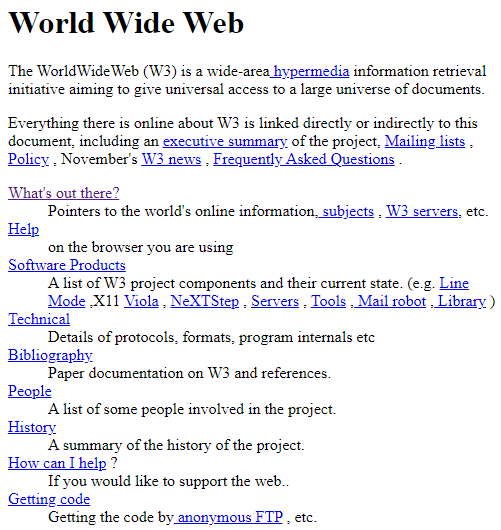 World Wide Web
The WorldWideWeb (W3) is a wide-area hypermedia information retrieval
initiative aiming to give universal access to a large universe of documents.
Everything there is online about W3 is linked directly or indirectly to this
document, including an executive summary of the project, Mailing lists ,
Policy , November's W3 news , Frequently Asked Questions .
What's out there?
Pointers to the world's online information, subjects , W3 servers, etc.
Help
on the browser you are using
Software Products
A list of W3 project components and their current state. (e.g. Line
Mode ,X11 Viola , NeXTStep , Servers , Tools , Mail robot , Library )
Technical
Details of protocols, formats, program internals etc
Bibliography
Paper documentation on W3 and references.
People
A list of some people involved in the project.
History
A summary of the history of the project.
How can I help ?
If you would like to support the web..
Getting code
Getting the code by anonymous FTP , etc.